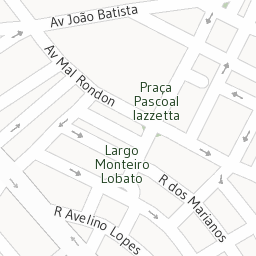 Av João Batista
Av Mal Rondon
Praça
Pascoal
Iazzetta
Largo
Monteiro
Lobato
R dos Marianos
R Avelino Lopes